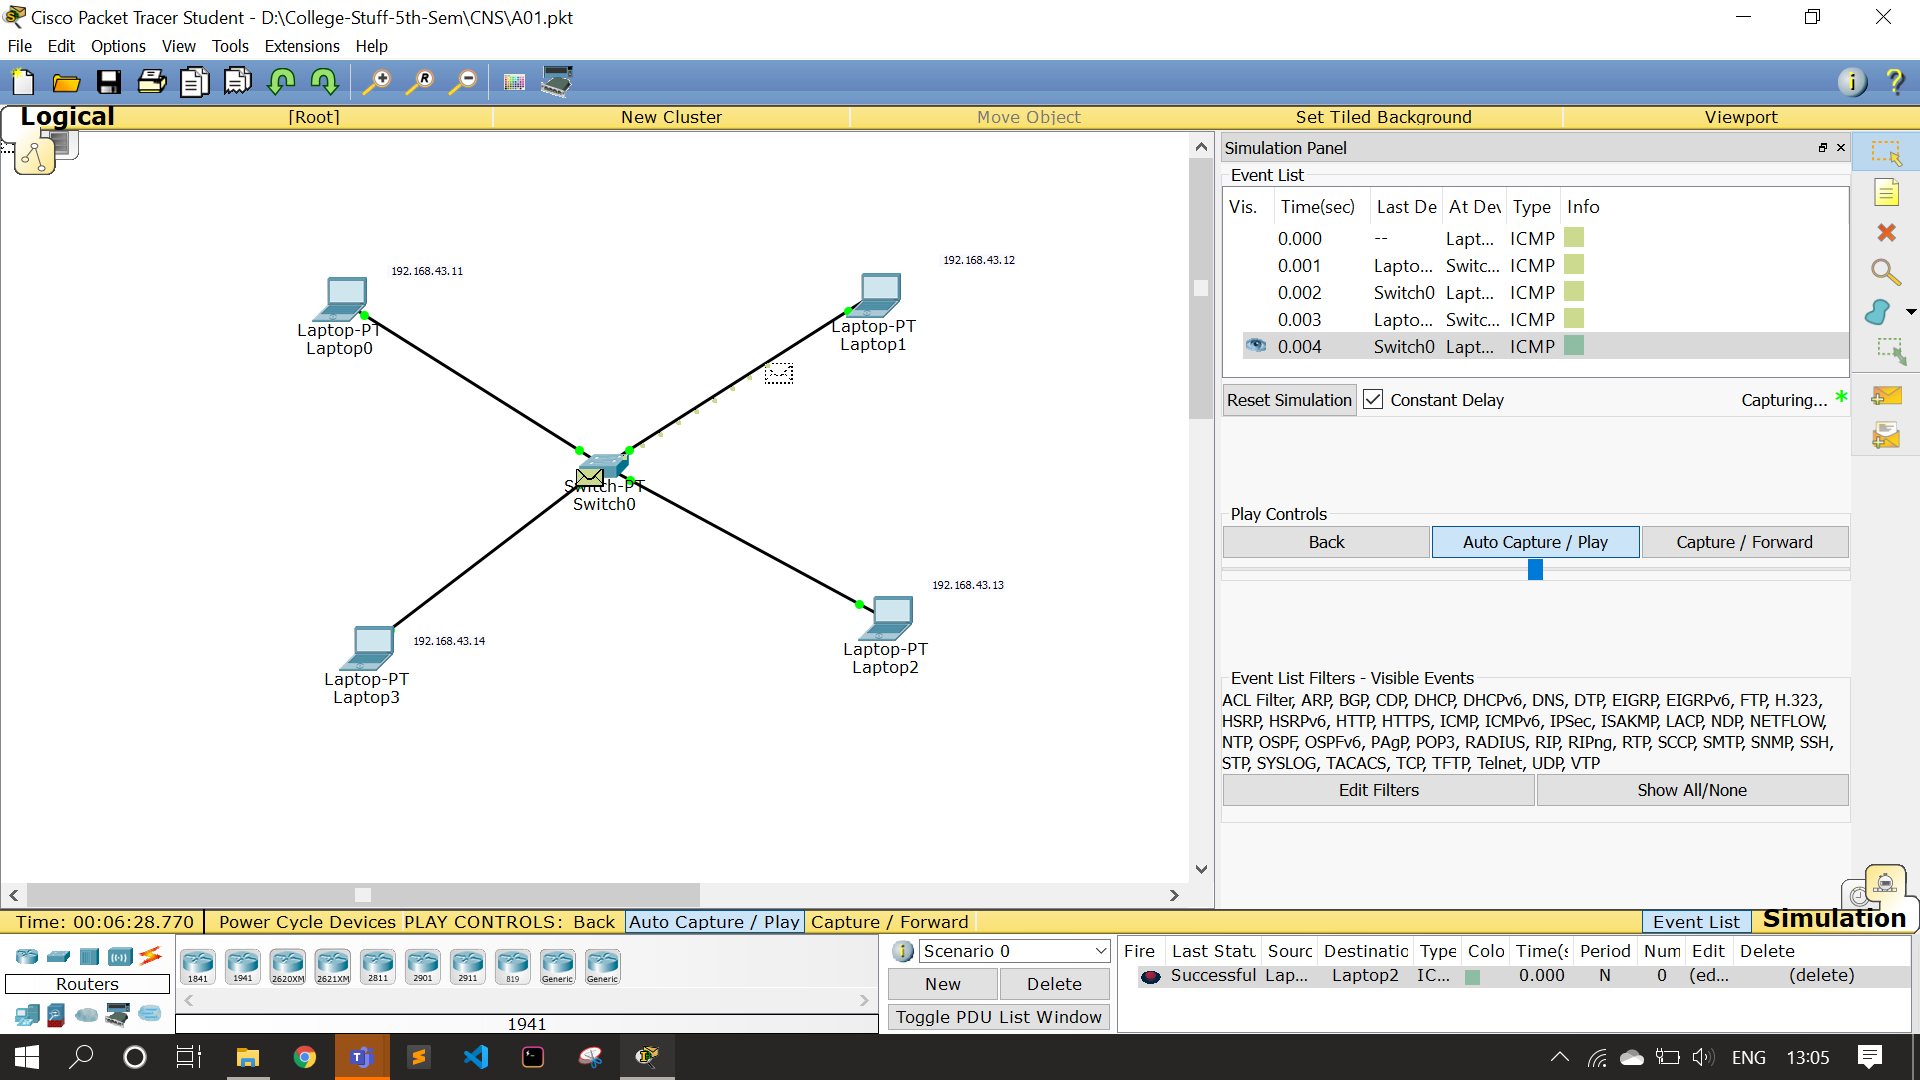 Cisco Packet Tracer Student - D:\College-Stuff-5th-Sem\CNS\A01.pkt
File Edit Options View Tools Extensions Help
Logical [Root] New Cluster Move Object Set Tiled Background Viewport
Simulation Panel
Event List
Vis. Time(sec) Last De At Dev Type Info
0.000 -- Lapt... ICMP
0.001 Lapto... Switc... ICMP
0.002 Switch0 Lapt... ICMP
0.003 Lapto... Switc... ICMP
0.004 Switch0 Lapt... ICMP
Reset Simulation Constant Delay Capturing... *
Play Controls
Back Auto Capture / Play Capture / Forward
Event List Filters - Visible Events
ACL Filter, ARP, BGP, CDP, DHCP, DHCPv6, DNS, DTP, EIGRP, EIGRPv6, FTP, H.323,
HSRP, HSRPv6, HTTP, HTTPS, ICMP, ICMPv6, IPSec, ISAKMP, LACP, NDP, NETFLOW,
NTP, OSPF, OSPFv6, PAgP, POP3, RADIUS, RIP, RIPng, RTP, SCCP, SMTP, SNMP, SSH,
STP, SYSLOG, TACACS, TCP, TFTP, Telnet, UDP, VTP
Edit Filters Show All/None
192.168.43.11
Laptop-PT
Laptop0
192.168.43.12
Laptop-PT
Laptop1
Switch-PT
Switch0
192.168.43.13
Laptop-PT
Laptop2
192.168.43.14
Laptop-PT
Laptop3
Time: 00:06:28.770 Power Cycle Devices PLAY CONTROLS: Back Auto Capture / Play Capture / Forward Event List Simulation
Routers
1841 1941 2620XM 2621XM 2811 2901 2911 819 Generic Generic
1941
Scenario 0
New Delete
Toggle PDU List Window
Fire Last Statu Sourc Destinatio Type Colo Time(s Period Num Edit Delete
Successful Lap... Laptop2 IC... 0.000 N 0 (ed... (delete)
ENG 13:05